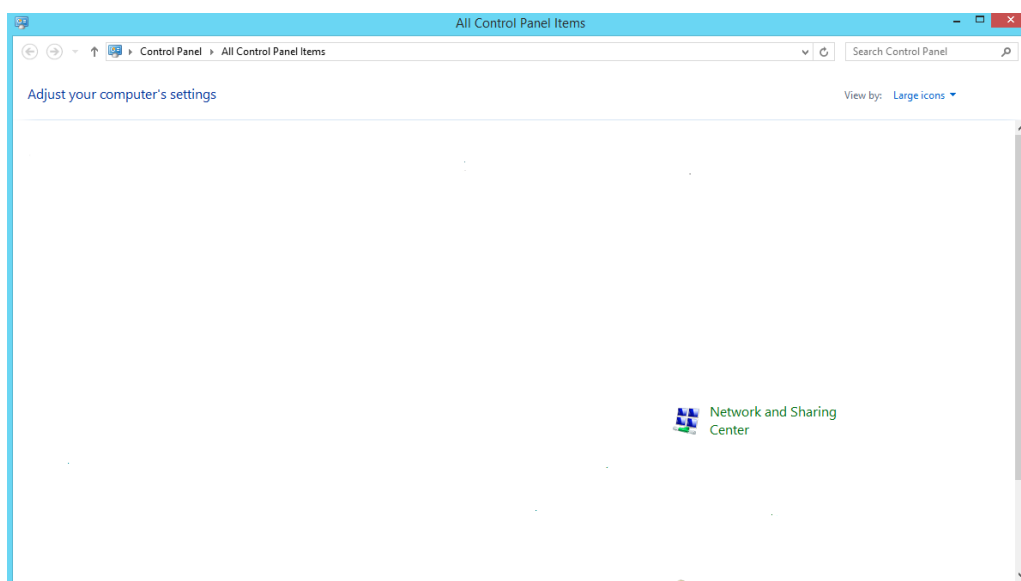 All Control Panel Items
Control Panel All Control Panel Items
Search Control Panel
Adjust your computer's settings
View by: Large icons
Network and Sharing
Center